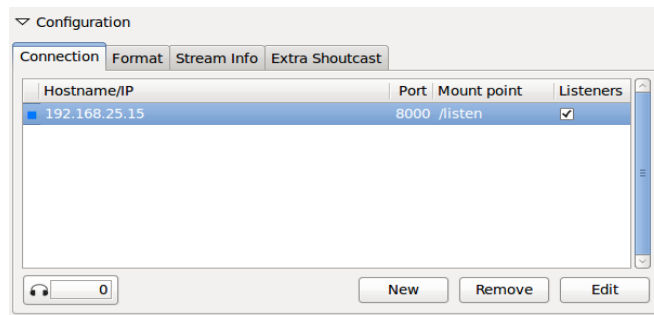 Configuration
Connection Format Stream Info Extra Shoutcast
Hostname/IP Port Mount point Listeners
192.168.25.15 8000 /listen
0 New Remove Edit